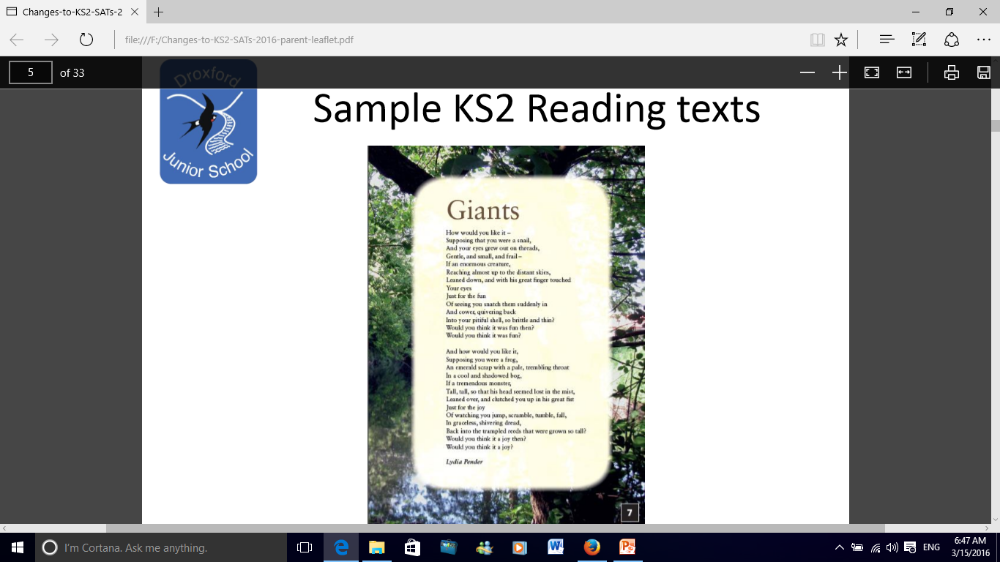 Changes-to-KS2-SATs-2
file:///F:/Changes-to-KS2-SATs-2016-parent-leaflet.pdf
5 of 33
Droxford
Junior School
Sample KS2 Reading texts
Giants
How would you like it –
Supposing that you were a snail,
And your eyes grew out on threads,
Gentle, and small, and frail –
If an enormous creature,
Reaching almost up to the distant skies,
Leaned down, and with his great finger touched
Your eyes
Just for the fun
Of seeing you snatch them suddenly in
And cower, quivering back
Into your pitiful shell, so brittle and thin?
Would you think it was fun then?
Would you think it was fun?
And how would you like it,
Supposing you were a frog,
An emerald scrap with a pale, trembling throat
In a cool and shadowed bog,
If a tremendous monster,
Tall, tall, so that his head seemed lost in the mist,
Leaned over, and clutched you up in his great fist
Just for the joy
Of watching you jump, scramble, tumble, fall,
In graceless, shivering dread,
Back into the trampled reeds that were grown so tall?
Would you think it a joy then?
Would you think it a joy?
Lydia Pender
7
I'm Cortana. Ask me anything.
ENG
6:47 AM
3/15/2016